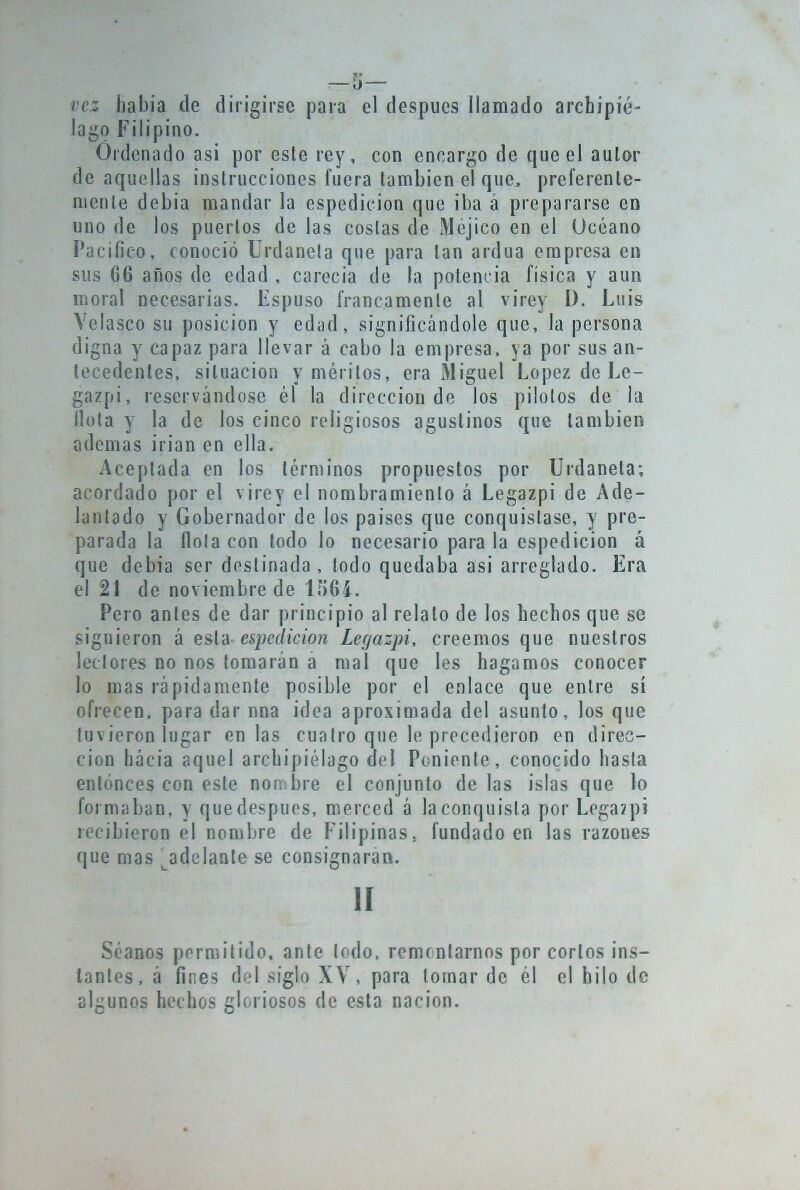 —5—
vez habia de dirigirse para el despues llamado archipié-
lago Filipino.
Ordenado asi por este rey, con encargo de que el autor
de aquellas instrucciones fuera tambien el que, preferente-
mente debia mandar la espedicion que iba á prepararse en
uno de los puertos de las costas de Méjico en el Océano
Pacifico, conoció Urdaneta que para tan ardua empresa en
sus 66 años de edad, carecia de la potencia fisica y aun
moral necesarias. Espuso francamente al virey D. Luis
Velasco su posicion y edad, significándole que, la persona
digna y capaz para llevar á cabo la empresa, ya por sus an-
tecedentes, situacion y méritos, era Miguel Lopez de Le-
gazpi, reservándose él la direccion de los pilotos de la
flota y la de los cinco religiosos agustinos que tambien
ademas irian en ella.
Aceptada en los términos propuestos por Urdaneta;
acordado por el virey el nombramiento á Legazpi de Ade-
lantado y Gobernador de los paises que conquistase, y pre-
parada la flota con todo lo necesario para la espedicion á
que debia ser destinada, todo quedaba asi arreglado. Era
el 21 de noviembre de 1564.
Pero antes de dar principio al relato de los hechos que se
siguieron á esta espedicion Legazpi, creemos que nuestros
lectores no nos tomarán á mal que les hagamos conocer
lo mas rápidamente posible por el enlace que entre sí
ofrecen, para dar nna idea aproximada del asunto, los que
tuvieron lugar en las cuatro que le precedieron en direc-
cion hácia aquel archipiélago del Poniente, conocido hasta
entónces con este nombre el conjunto de las islas que lo
formaban, y que despues, merced á la conquista por Legazpi
recibieron el nombre de Filipinas, fundado en las razones
que mas adelante se consignarán.
II
Séanos permitido, ante todo, remontarnos por cortos ins-
tantes, á fines del siglo XV, para tomar de él el hilo de
algunos hechos gloriosos de esta nacion.